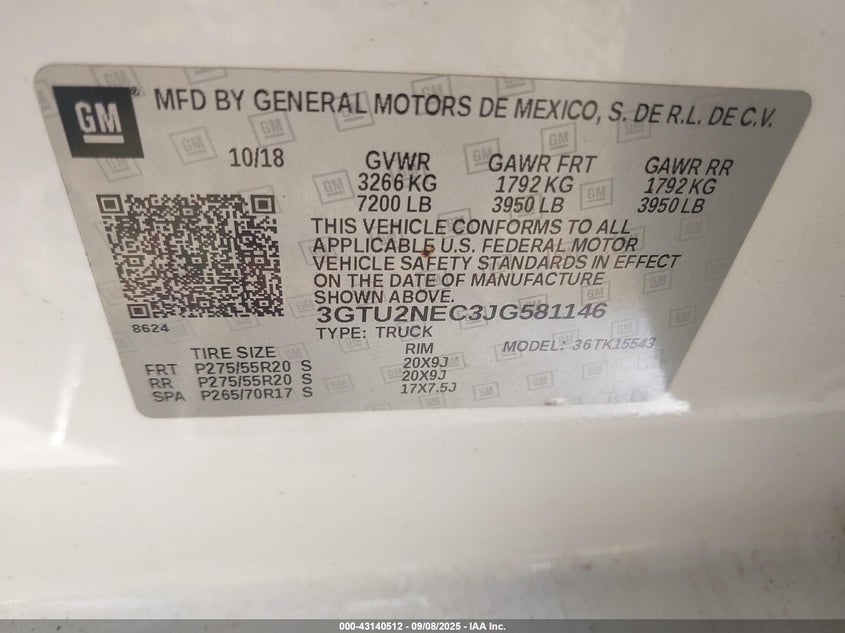 GM ® MFD BY GENERAL MOTORS DE MEXICO, S. DE R.L. DE C.V.
10/18 GVWR GAWR FRT GAWR RR
3266 KG 1792 KG 1792 KG
7200 LB 3950 LB 3950 LB
THIS VEHICLE CONFORMS TO ALL
APPLICABLE U.S. FEDERAL MOTOR
VEHICLE SAFETY STANDARDS IN EFFECT
ON THE DATE OF MANUFACTURE
SHOWN ABOVE.
3GTU2NEC3JG581146
8624 TYPE: TRUCK
TIRE SIZE RIM MODEL: 36TK15543
FRT P275/55R20 S 20X9J
RR P275/55R20 S 20X9J
SPA P265/70R17 S 17X7.5J
000-43140512 - 09/08/2025 - IAA Inc.